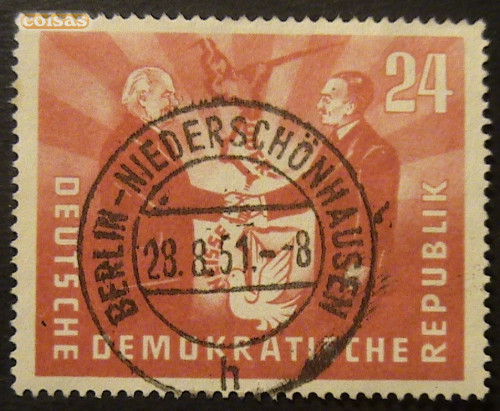 coisas
24
DEUTSCHE DEMOKRATISCHE REPUBLIK
BERLIN-NIEDERSCHÖNHAUSEN
28.8.51.--8
h